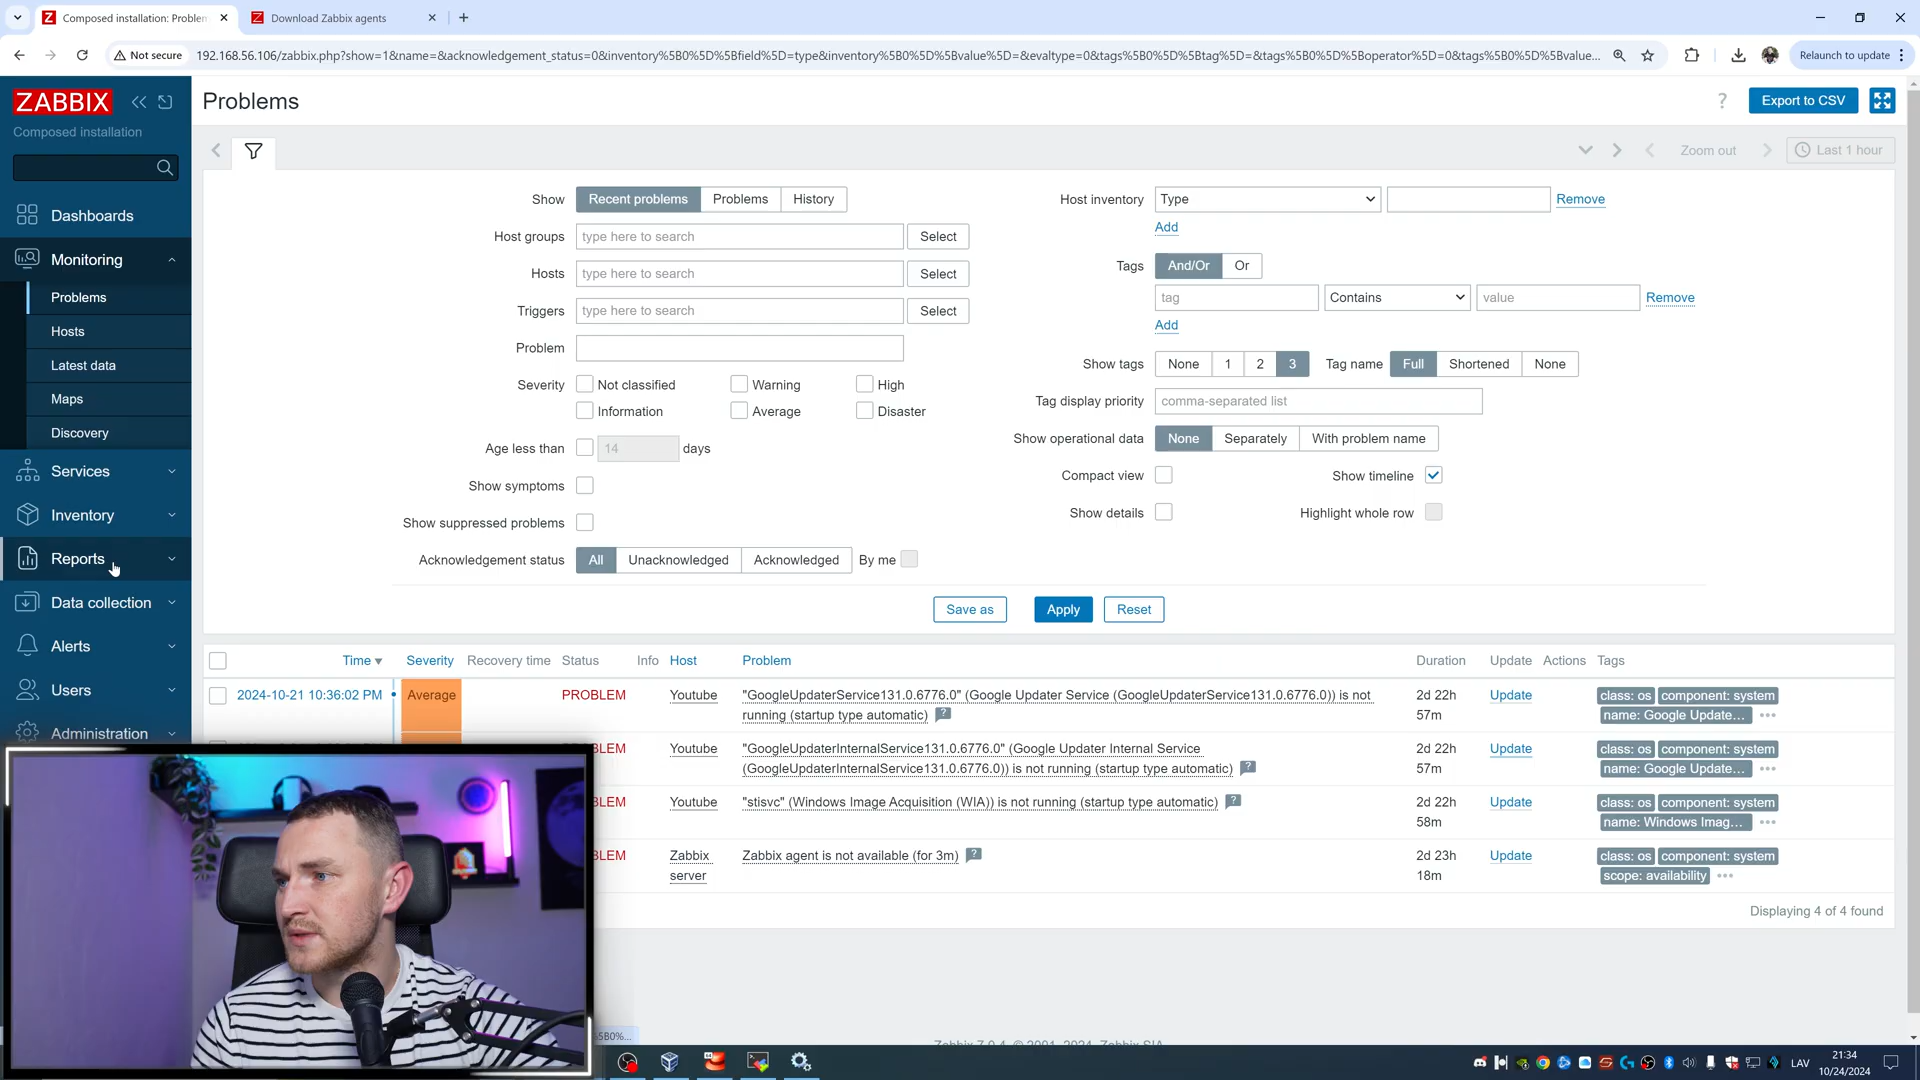 Composed installation: Problem
Download Zabbix agents
Not secure
192.168.56.106/zabbix.php?show=1&name=&acknowledgement_status=0&inventory%5B0%5D%5Bfield%5D=type&inventory%5B0%5D%5Bvalue%5D=&evaltype=0&tags%5B0%5D%5Btag%5D=&tags%5B0%5D%5Boperator%5D=0&tags%5B0%5D%5Bvalue...
Relaunch to update
ZABBIX
Composed installation
Dashboards
Monitoring
Problems
Hosts
Latest data
Maps
Discovery
Services
Inventory
Reports
Data collection
Alerts
Users
Administration
Problems
? Export to CSV
Zoom out
Last 1 hour
Show Recent problems Problems History
Host groups type here to search Select
Hosts type here to search Select
Triggers type here to search Select
Problem
Severity Not classified Warning High
Information Average Disaster
Age less than 14 days
Show symptoms
Show suppressed problems
Acknowledgement status All Unacknowledged Acknowledged By me
Host inventory Type Remove
Add
Tags And/Or Or
tag Contains value Remove
Add
Show tags None 1 2 3 Tag name Full Shortened None
Tag display priority comma-separated list
Show operational data None Separately With problem name
Compact view Show timeline
Show details Highlight whole row
Save as Apply Reset
Time Severity Recovery time Status Info Host Problem Duration Update Actions Tags
2024-10-21 10:36:02 PM Average PROBLEM Youtube "GoogleUpdaterService131.0.6776.0" (Google Updater Service (GoogleUpdaterService131.0.6776.0)) is not 2d 22h Update class: os component: system
running (startup type automatic) ? 57m name: Google Update... •••
BLEM Youtube "GoogleUpdaterInternalService131.0.6776.0" (Google Updater Internal Service 2d 22h Update class: os component: system
(GoogleUpdaterInternalService131.0.6776.0)) is not running (startup type automatic) ? 57m name: Google Update... •••
BLEM Youtube "stisvc" (Windows Image Acquisition (WIA)) is not running (startup type automatic) ? 2d 22h Update class: os component: system
58m name: Windows Imag... •••
BLEM Zabbix Zabbix agent is not available (for 3m) ? 2d 23h Update class: os component: system
server 18m scope: availability •••
Displaying 4 of 4 found
5B0%...
Zabbix 7.0.4. © 2001–2024, Zabbix SIA
LAV
21:34
10/24/2024